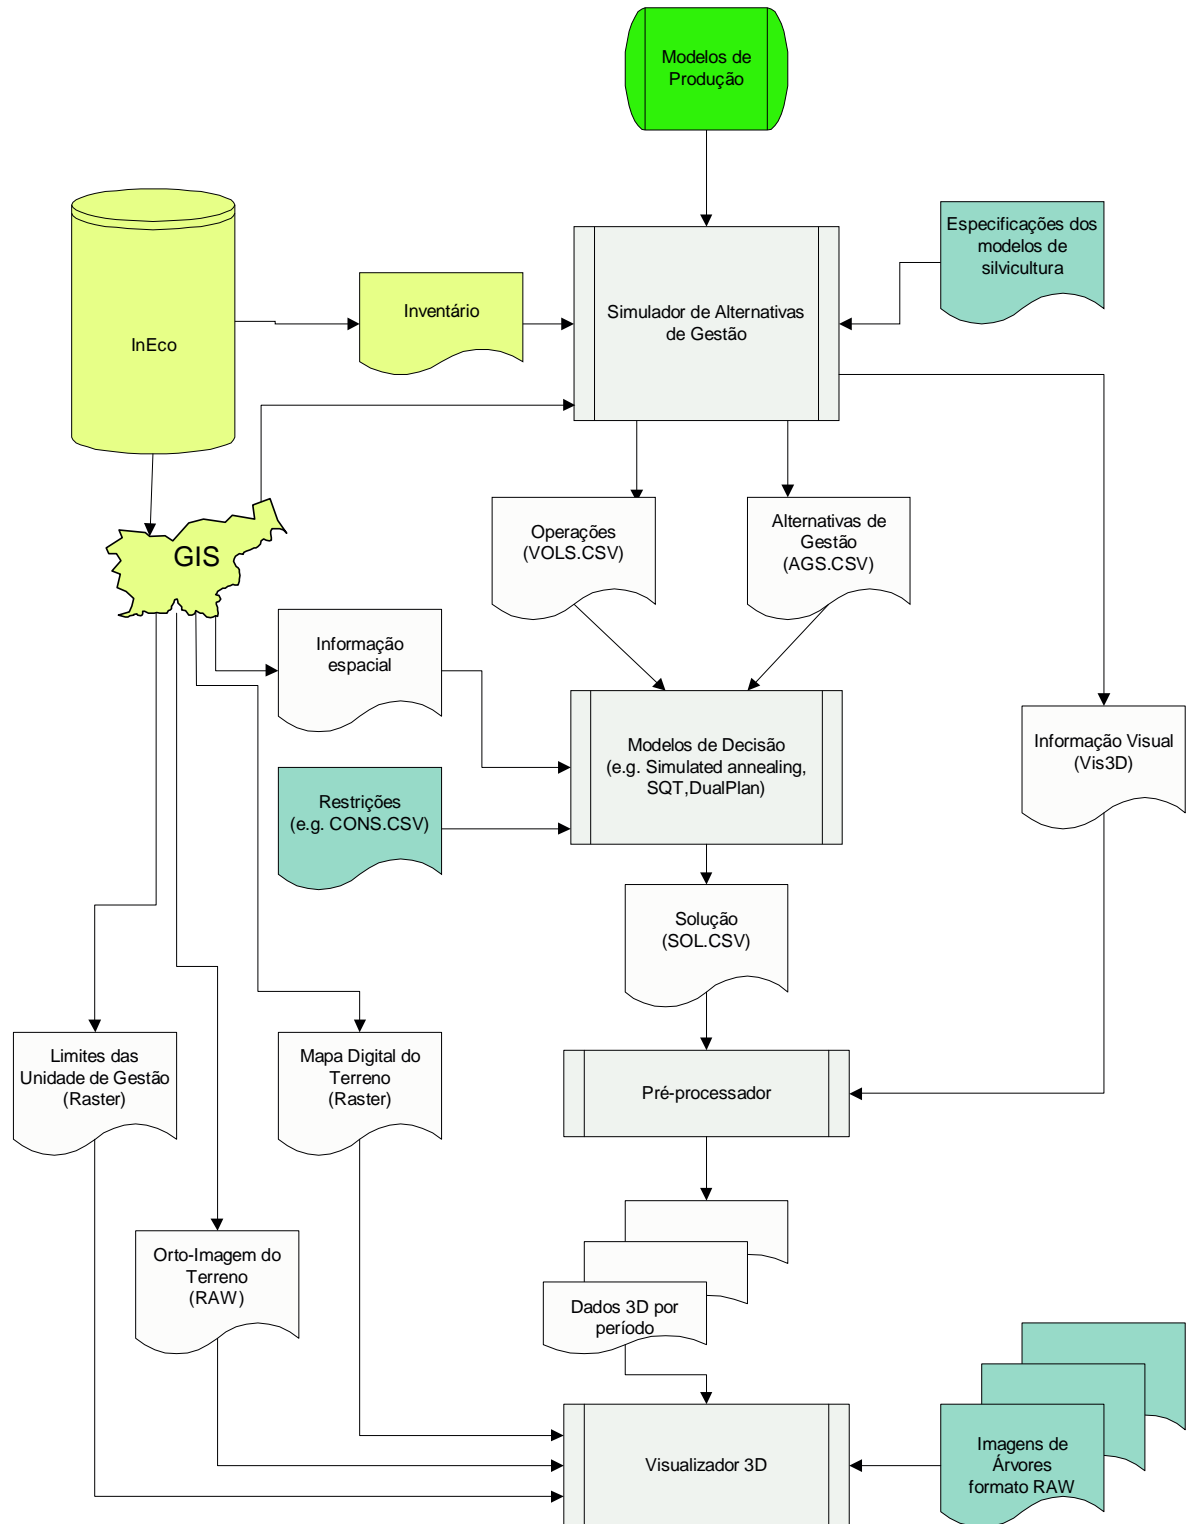 Modelos de
Produção
Especificações dos
modelos de
silvicultura
Inventário
Simulador de Alternativas
de Gestão
InEco
Operações
(VOLS.CSV)
Alternativas de
Gestão
(AGS.CSV)
GIS
Informação
espacial
Modelos de Decisão
(e.g. Simulated annealing,
SQT,DualPlan)
Informação Visual
(Vis3D)
Restrições
(e.g. CONS.CSV)
Solução
(SOL.CSV)
Limites das
Unidade de Gestão
(Raster)
Mapa Digital do
Terreno
(Raster)
Pré-processador
Orto-Imagem do
Terreno
(RAW)
Dados 3D por
período
Visualizador 3D
Imagens de
Árvores
formato RAW